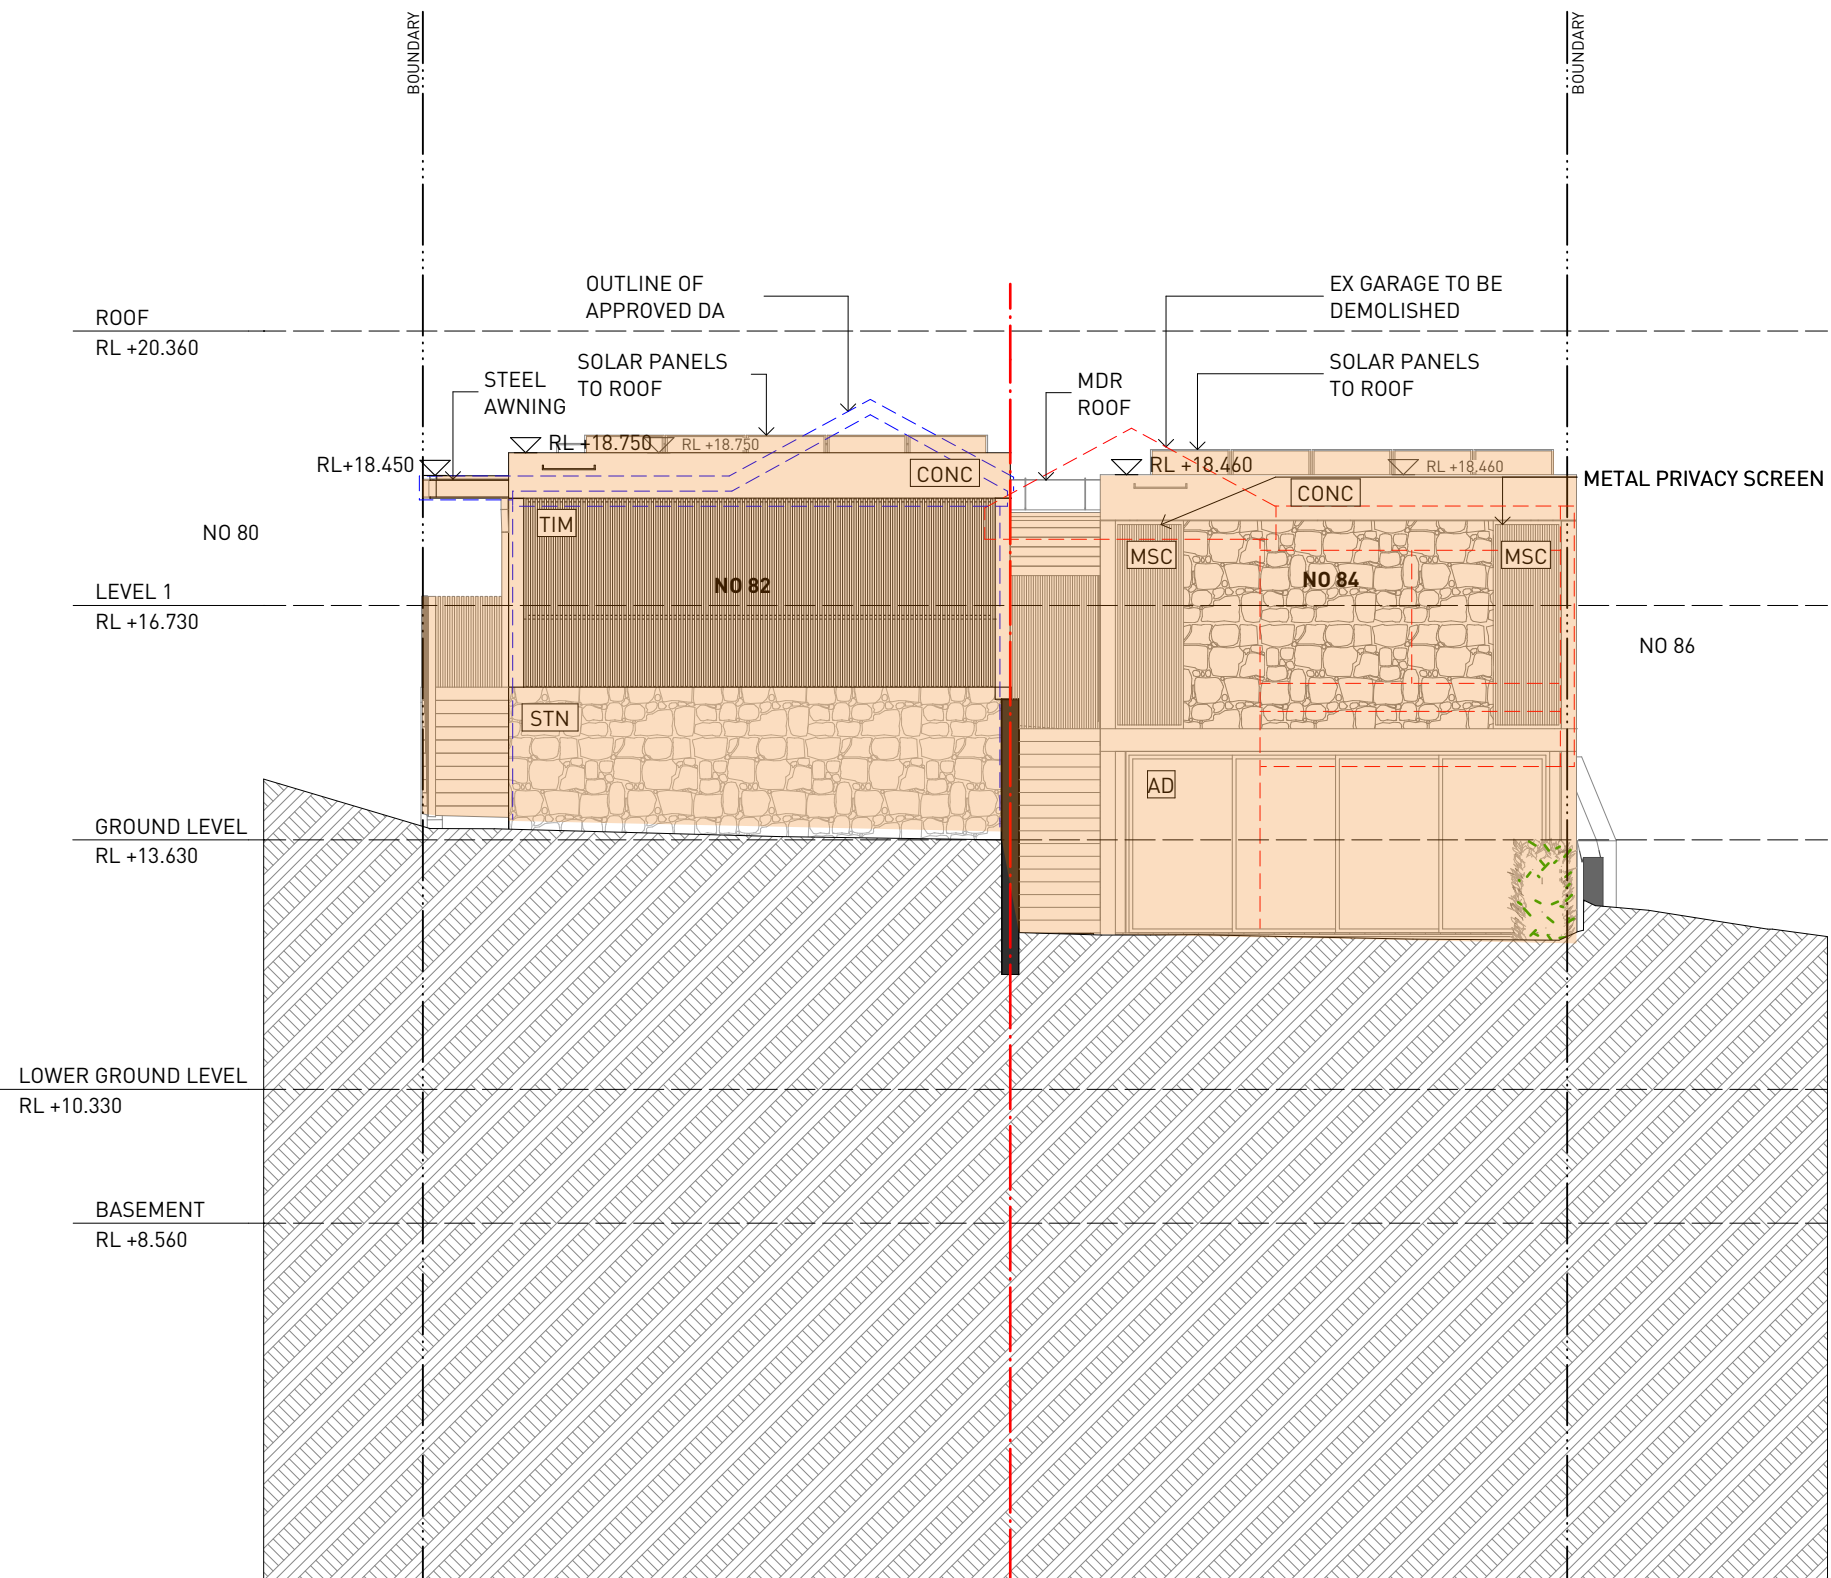 BOUNDARY
BOUNDARY
OUTLINE OF
APPROVED DA
EX GARAGE TO BE
DEMOLISHED
ROOF
RL +20.360
STEEL
AWNING
SOLAR PANELS
TO ROOF
MDR
ROOF
SOLAR PANELS
TO ROOF
RL+18.450
RL +18.750
RL +18.750
CONC
RL +18.460
RL +18.460
CONC
METAL PRIVACY SCREEN
NO 80
TIM
MSC
MSC
NO 82
NO 84
LEVEL 1
RL +16.730
NO 86
STN
AD
GROUND LEVEL
RL +13.630
LOWER GROUND LEVEL
RL +10.330
BASEMENT
RL +8.560